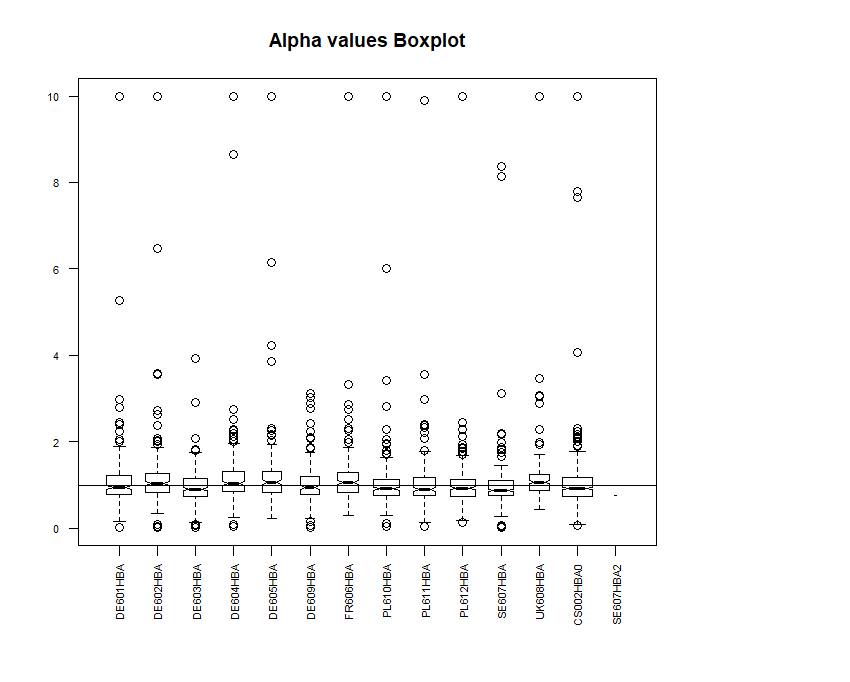 Alpha values Boxplot
10
8
6
4
2
0
DE601HBA
DE602HBA
DE603HBA
DE604HBA
DE605HBA
DE609HBA
FR606HBA
PL610HBA
PL611HBA
PL612HBA
SE607HBA
UK608HBA
CS002HBA0
SE607HBA2